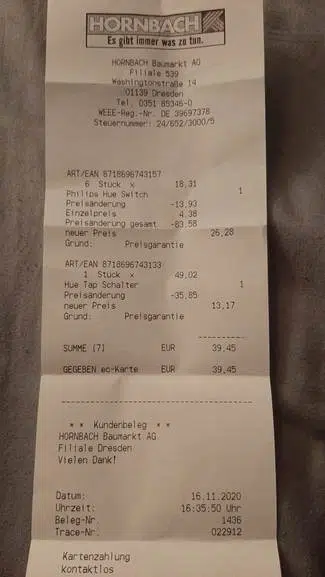 HORNBACH
Es gibt immer was zu tun.
HORNBACH Baumarkt AG
Filiale 539
Washingtonstraße 14
01139 Dresden
Tel. 0351 85346-0
WEEE-Reg.-Nr. DE 39697378
Steuernummer: 24/652/3000/5
ART/EAN 8718696743157
6 Stück x 18,31
Philips Hue Switch 1
Preisänderung -13,93
Einzelpreis 4,38
Preisänderung gesamt -83,58
neuer Preis 26,28
Grund: Preisgarantie
ART/EAN 8718696743133
1 Stück x 49,02
Hue Tap Schalter 1
Preisänderung -35,85
neuer Preis 13,17
Grund: Preisgarantie
SUMME [7] EUR 39,45
GEGEBEN ec-Karte EUR 39,45
* * Kundenbeleg * *
HORNBACH Baumarkt AG
Filiale Dresden
Vielen Dank!
Datum: 16.11.2020
Uhrzeit: 16:35:50 Uhr
Beleg-Nr. 1436
Trace-Nr. 022912
Kartenzahlung
kontaktlos